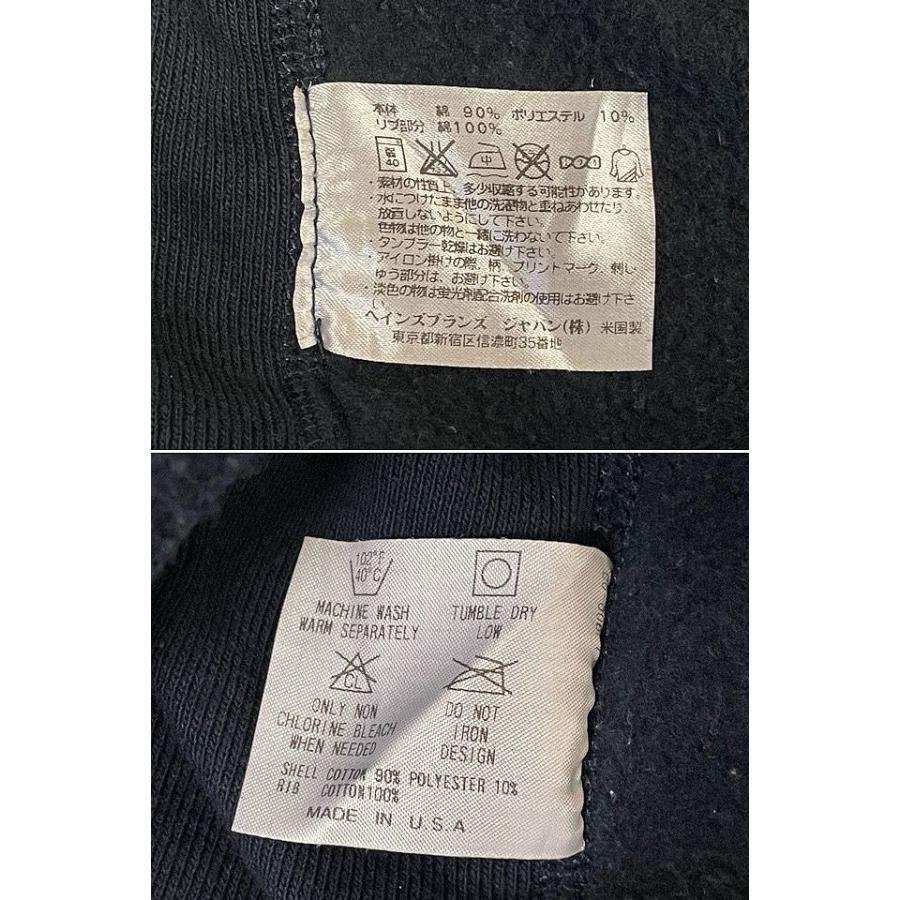 本体 綿 90% ポリエステル 10%
リブ部分 綿100%
40 中
・素材の性質上、多少収縮する可能性があります。
・水につけたまま他の洗濯物と重ねあわせたり、
放置しないようにして下さい。
色物は他の物と一緒に洗わないで下さい。
・タンブラー乾燥はお避け下さい。
・アイロン掛けの際、柄、プリントマーク、刺し
ゅう部分は、お避け下さい。
・淡色の物は蛍光剤配合洗剤の使用はお避け下さ
い
ヘインズブランズ ジャパン(株) 米国製
東京都新宿区信濃町35番地
102°F
40°C
MACHINE WASH
WARM SEPARATELY
TUMBLE DRY
LOW
CL
ONLY NON
CHLORINE BLEACH
WHEN NEEDED
DO NOT
IRON
DESIGN
SHELL COTTON 90% POLYESTER 10%
RIB COTTON100%
MADE IN U.S.A